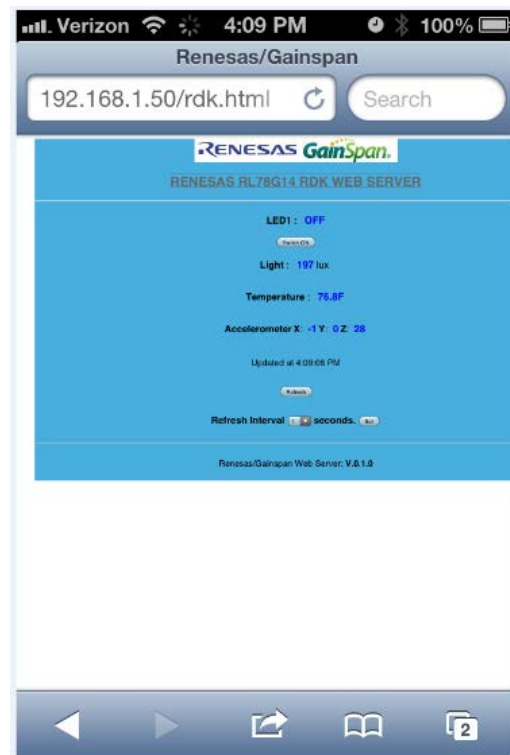 Verizon 4:09 PM 100%
Renesas/Gainspan
192.168.1.50/rdk.html Search
RENESAS GainSpan.
RENESAS RL78G14 RDK WEB SERVER
LED1 : OFF
Turn ON
Light : 197 lux
Temperature : 76.8F
Accelerometer X: -1 Y: 0 Z: 28
Updated at 4:09:08 PM
Refresh
Refresh Interval seconds.
Renesas/Gainspan Web Server: V.0.1.0
2